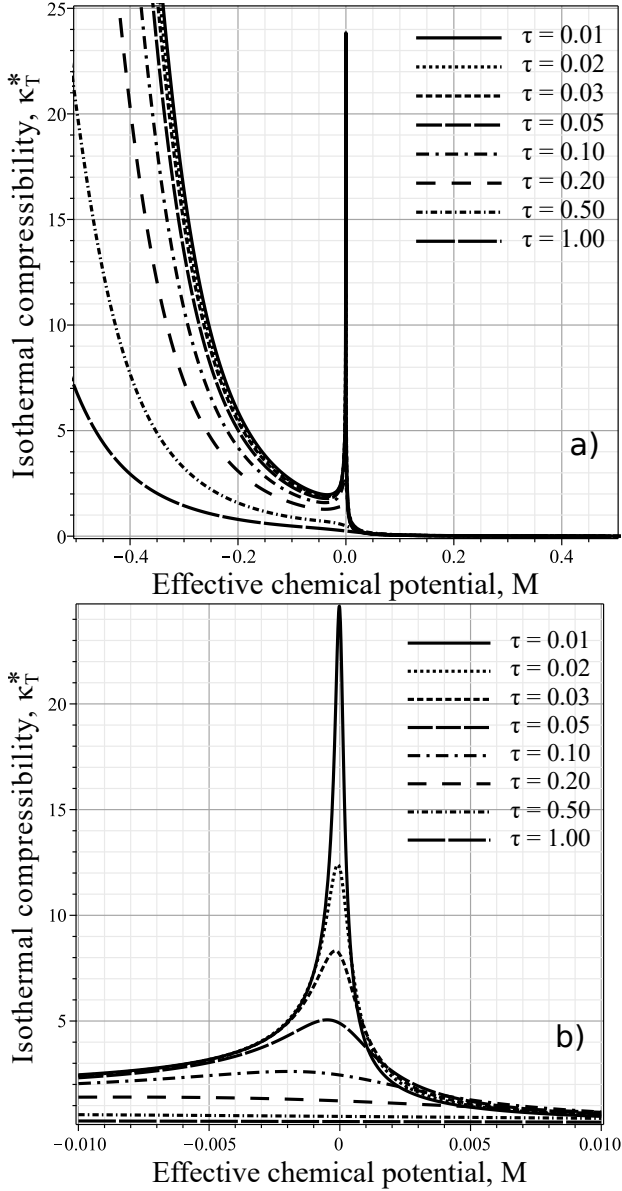 25
20
15
10
5
0
Isothermal compressibility, κ*T
τ = 0.01
τ = 0.02
τ = 0.03
τ = 0.05
τ = 0.10
τ = 0.20
τ = 0.50
τ = 1.00
a)
−0.4 −0.2 0.0 0.2 0.4
Effective chemical potential, M
20
15
10
5
Isothermal compressibility, κ*T
τ = 0.01
τ = 0.02
τ = 0.03
τ = 0.05
τ = 0.10
τ = 0.20
τ = 0.50
τ = 1.00
b)
−0.010 −0.005 0 0.005 0.010
Effective chemical potential, M